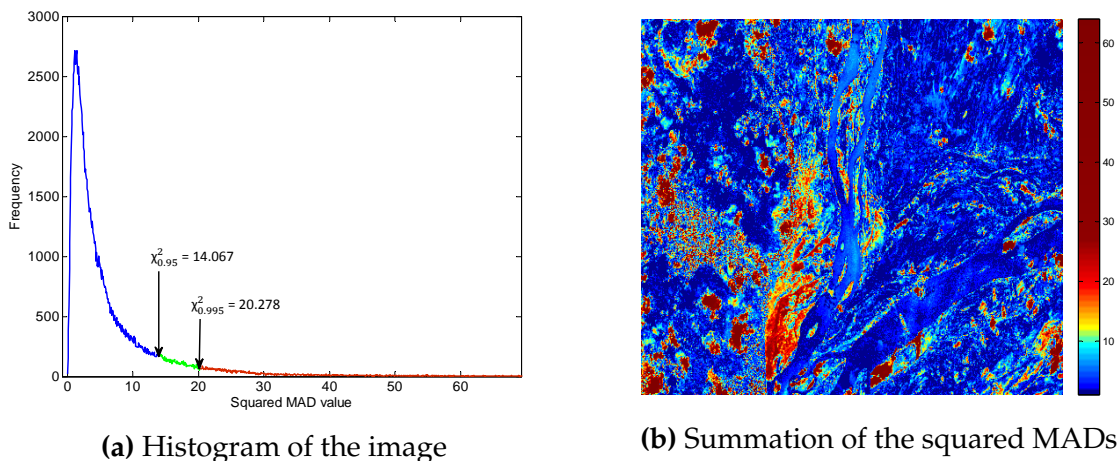 3000
2500
2000
1500
1000
500
0
Frequency
χ²0.95 = 14.067
χ²0.995 = 20.278
0 10 20 30 40 50 60
Squared MAD value
(a) Histogram of the image
60
50
40
30
20
10
(b) Summation of the squared MADs